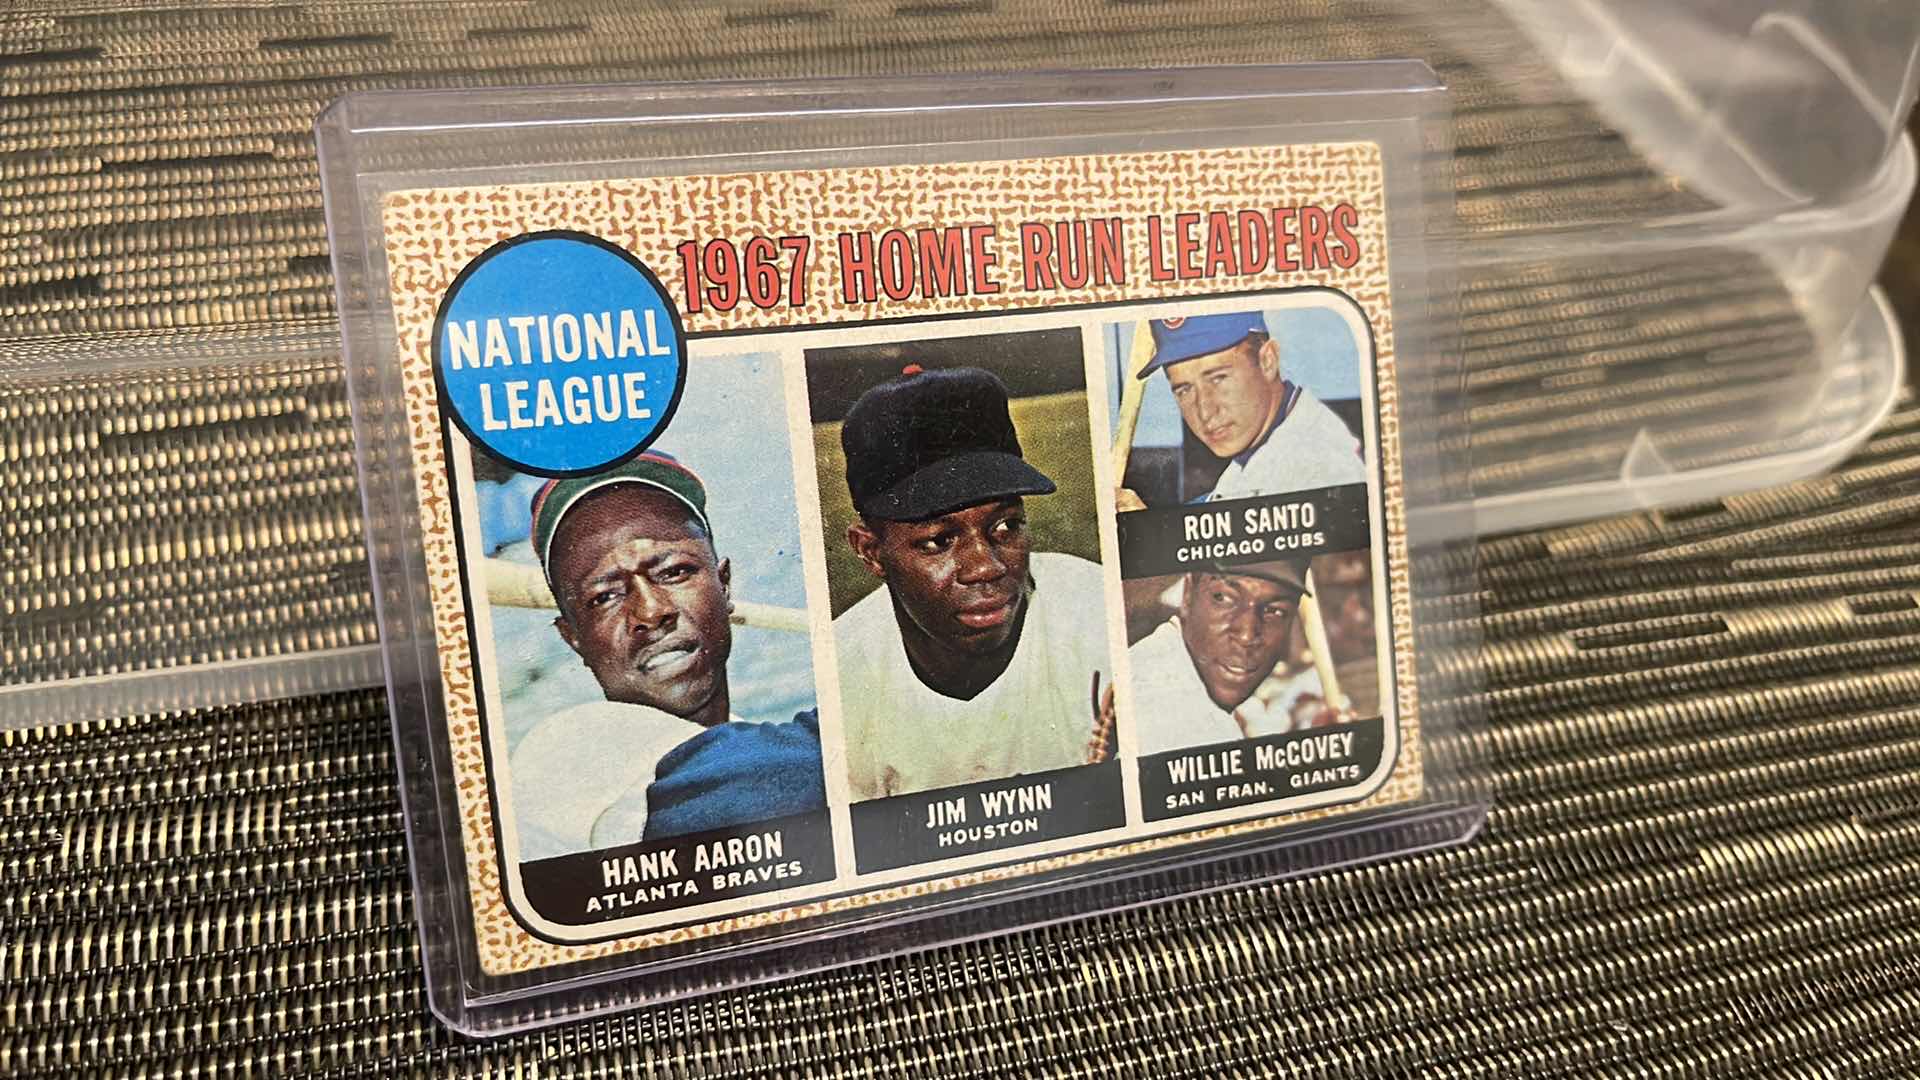 1967 HOME RUN LEADERS
NATIONAL
LEAGUE
HANK AARON
ATLANTA BRAVES
JIM WYNN
HOUSTON
RON SANTO
CHICAGO CUBS
WILLIE McCOVEY
SAN FRAN. GIANTS